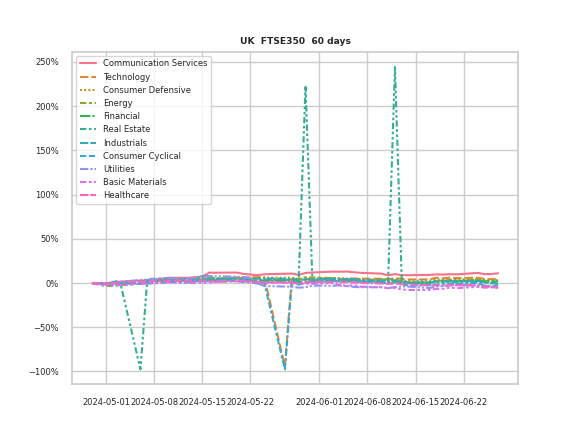 UK  FTSE350  60 days
250%
200%
150%
100%
50%
0%
−50%
−100%
Communication Services
Technology
Consumer Defensive
Energy
Financial
Real Estate
Industrials
Consumer Cyclical
Utilities
Basic Materials
Healthcare
2024-05-01 2024-05-08 2024-05-15 2024-05-22 2024-06-01 2024-06-08 2024-06-15 2024-06-22